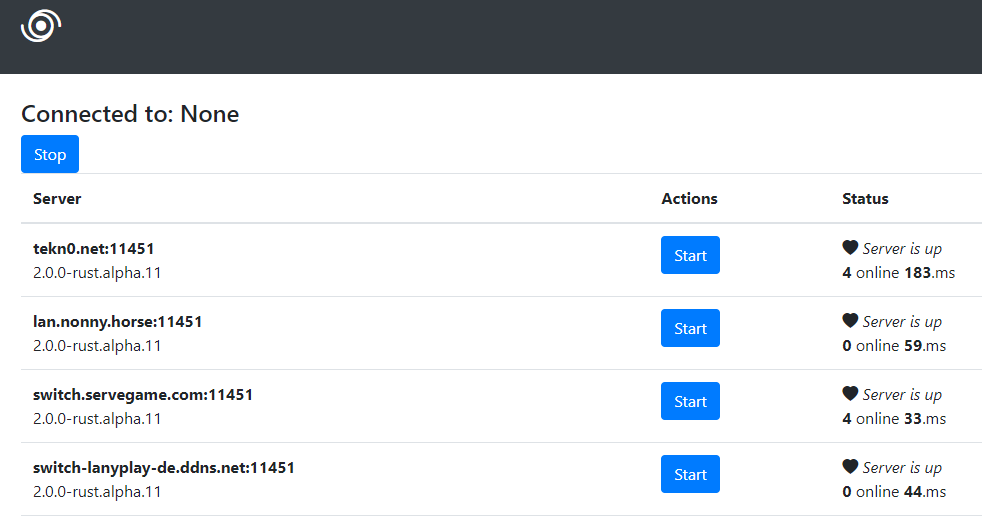 Connected to: None
Stop
Server Actions Status
tekn0.net:11451 Start Server is up
2.0.0-rust.alpha.11 4 online 183.ms
lan.nonny.horse:11451 Start Server is up
2.0.0-rust.alpha.11 0 online 59.ms
switch.servegame.com:11451 Start Server is up
2.0.0-rust.alpha.11 4 online 33.ms
switch-lanyplay-de.ddns.net:11451 Start Server is up
2.0.0-rust.alpha.11 0 online 44.ms